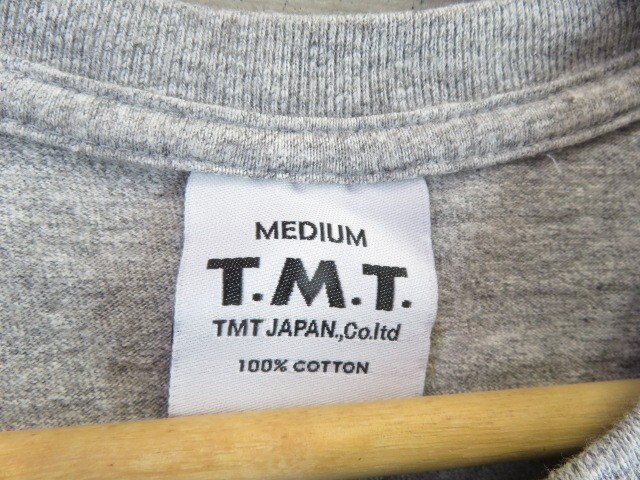 MEDIUM
T.M.T.
TMT JAPAN.,Co.ltd
100% COTTON